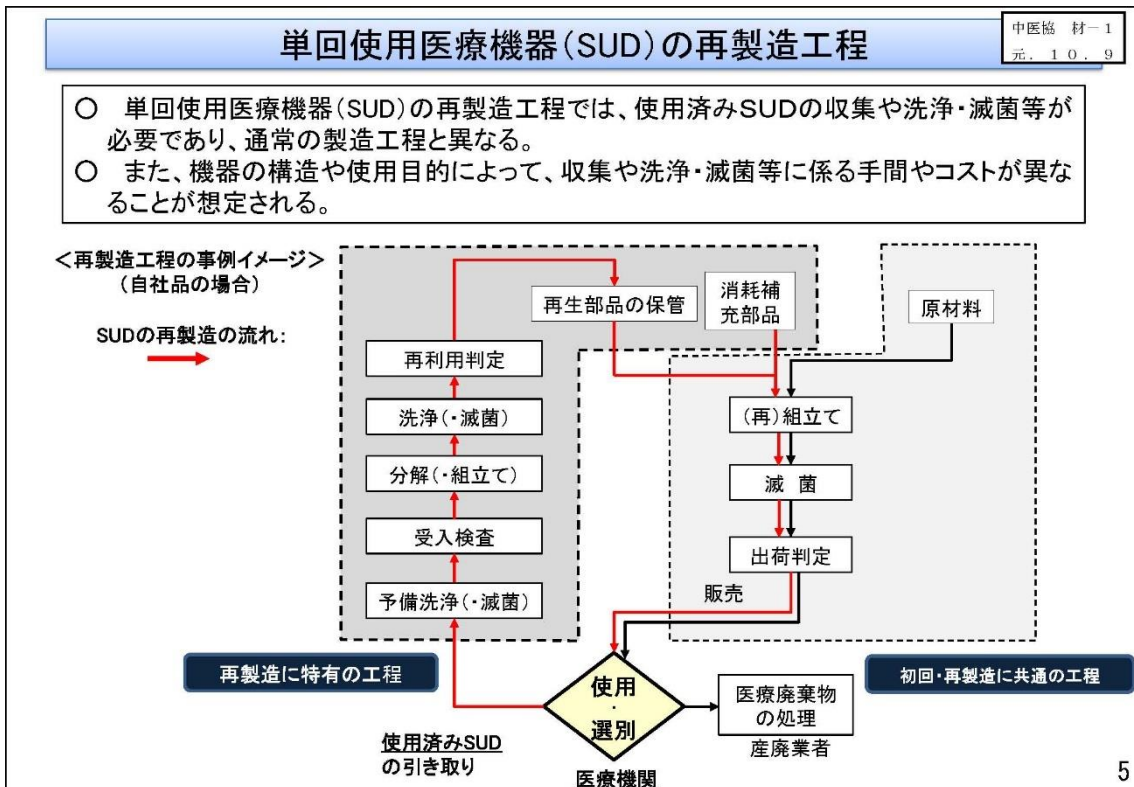 単回使用医療機器(SUD)の再製造工程
中医協 材－1
元．10．9
○ 単回使用医療機器(SUD)の再製造工程では、使用済みSUDの収集や洗浄・滅菌等が
必要であり、通常の製造工程と異なる。
○ また、機器の構造や使用目的によって、収集や洗浄・滅菌等に係る手間やコストが異な
ることが想定される。
＜再製造工程の事例イメージ＞
(自社品の場合)
SUDの再製造の流れ:
再生部品の保管
消耗補
充部品
原材料
再利用判定
洗浄(・滅菌)
分解(・組立て)
受入検査
予備洗浄(・滅菌)
(再)組立て
滅 菌
出荷判定
販売
再製造に特有の工程
初回・再製造に共通の工程
使用
・
選別
医療廃棄物
の処理
産廃業者
使用済みSUD
の引き取り
医療機関
5